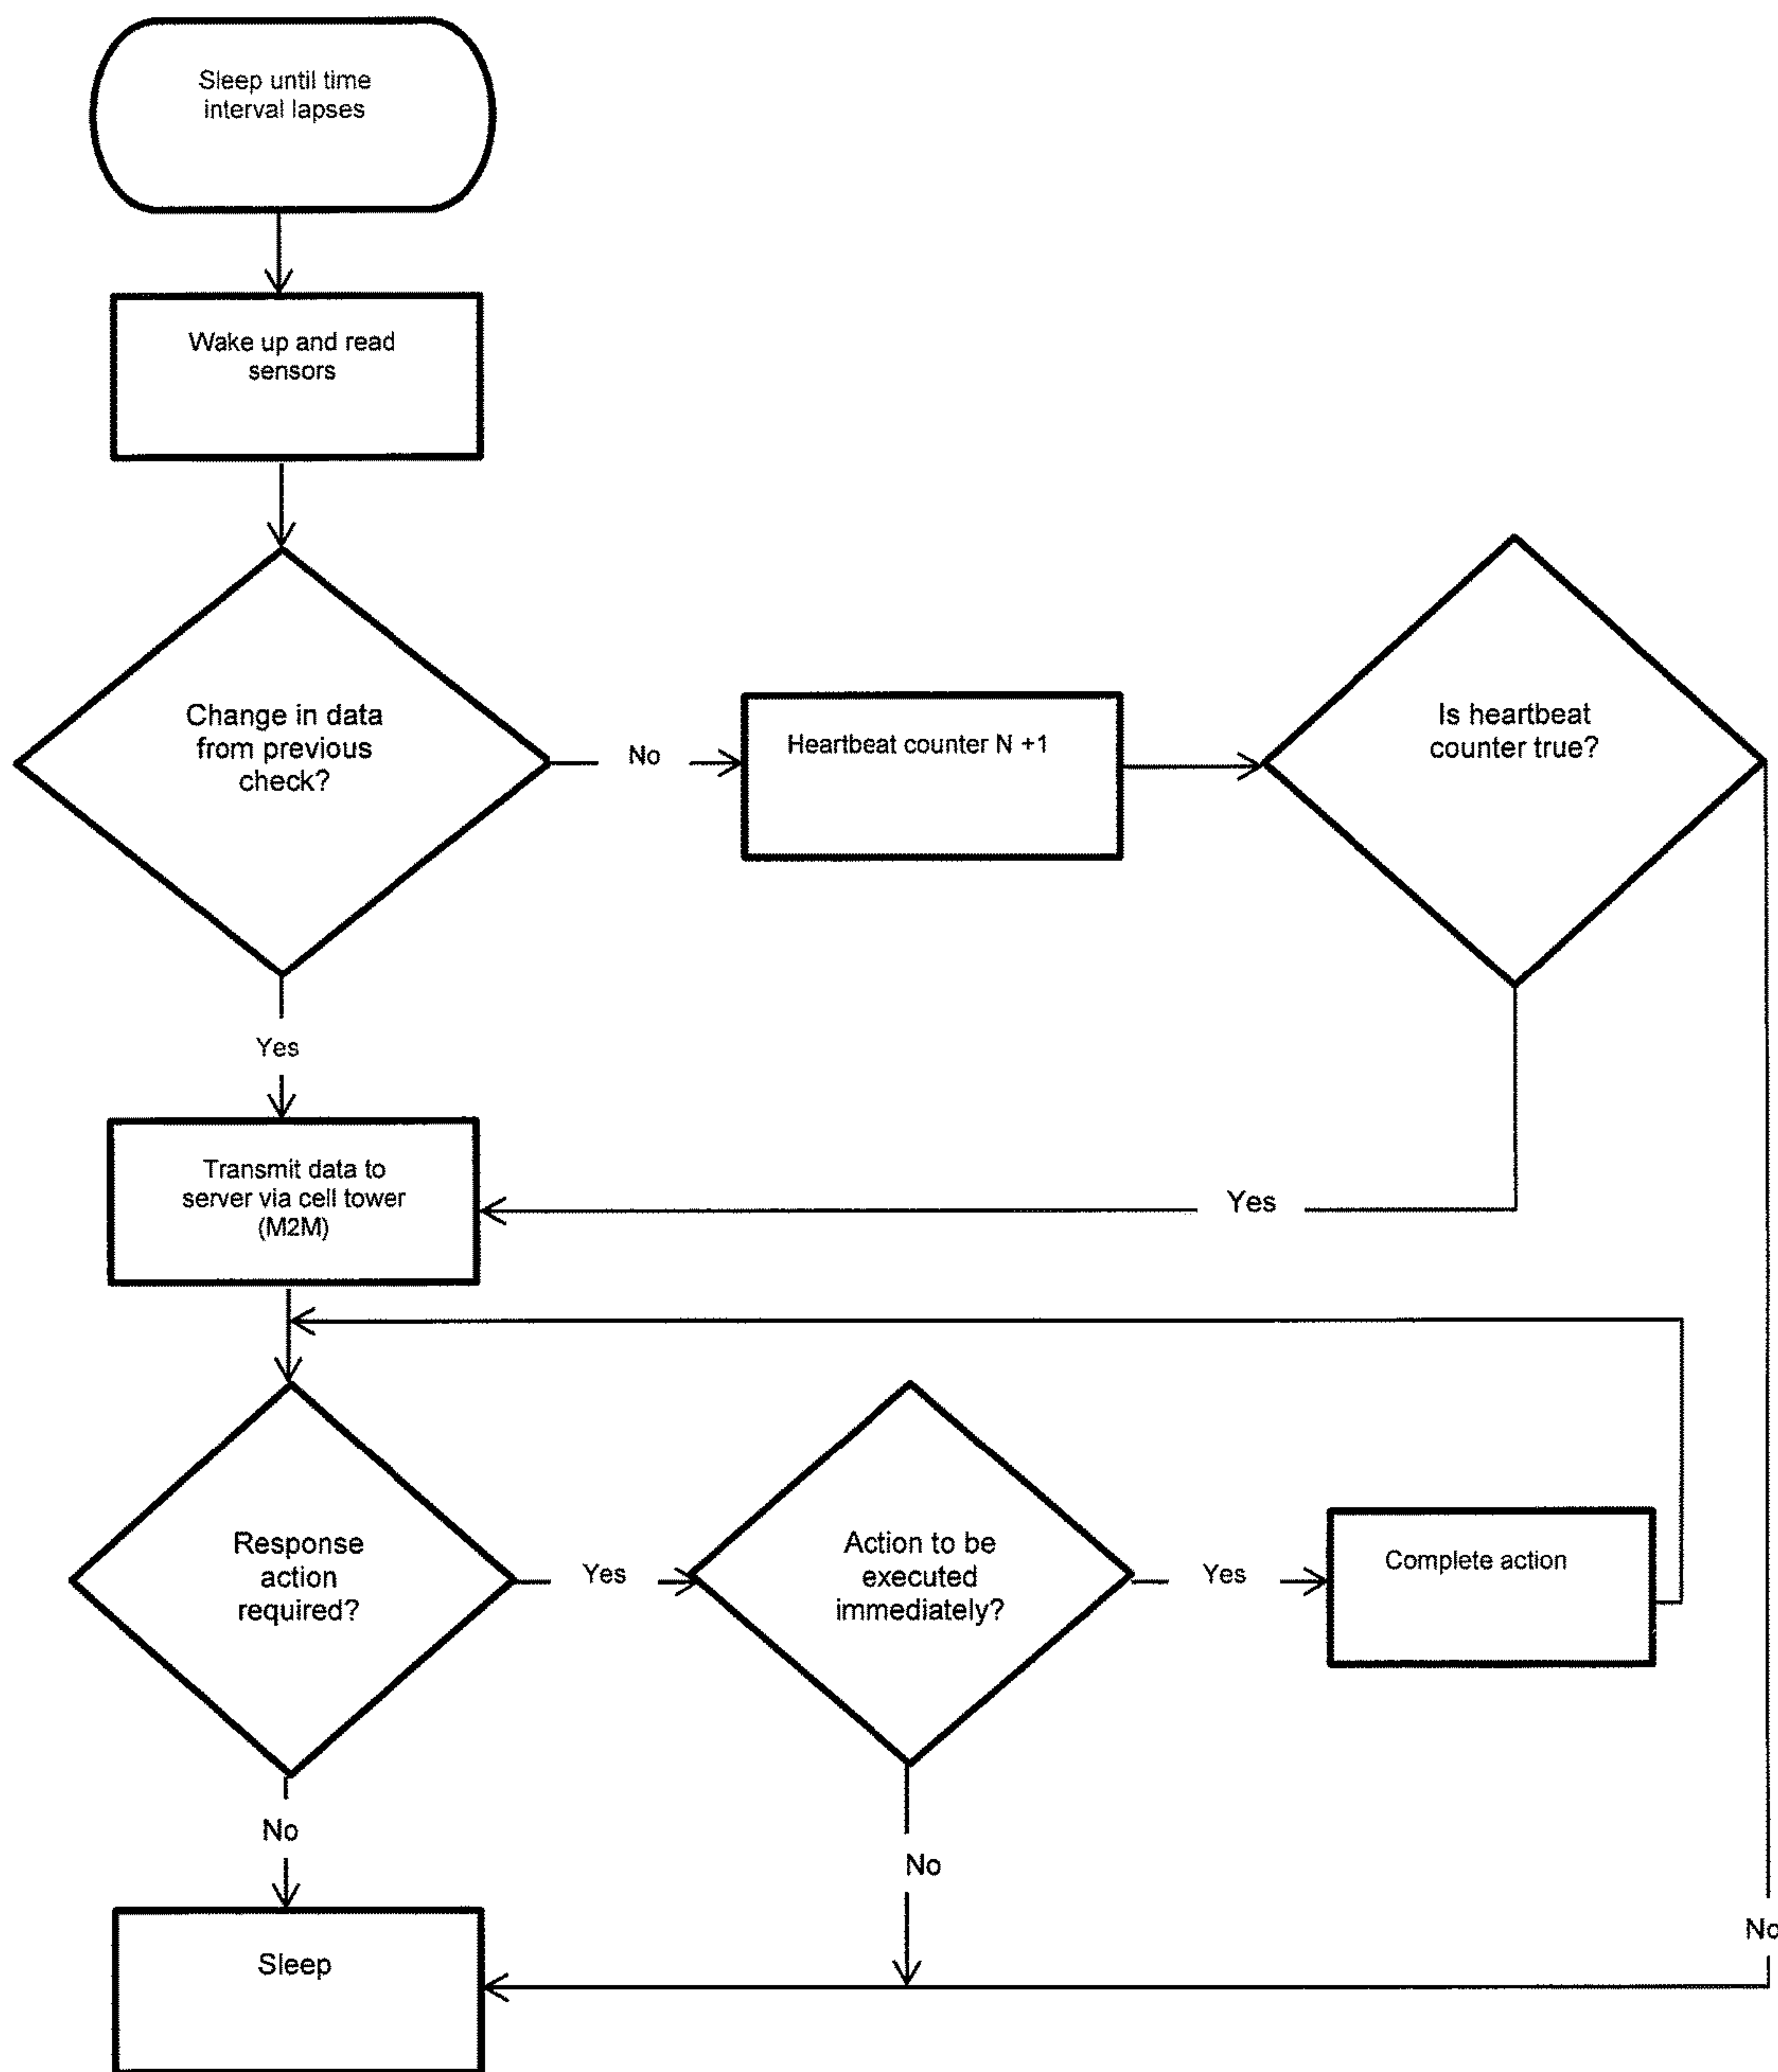 Sleep until time
interval lapses
Wake up and read
sensors
Change in data
from previous
check?
No
Heartbeat counter N +1
Is heartbeat
counter true?
Yes
Transmit data to
server via cell tower
(M2M)
Yes
Response
action
required?
Yes
Action to be
executed
immediately?
Yes
Complete action
No
No
No
Sleep